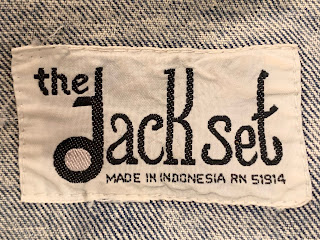 the Jack set
MADE IN INDONESIA RN 51914